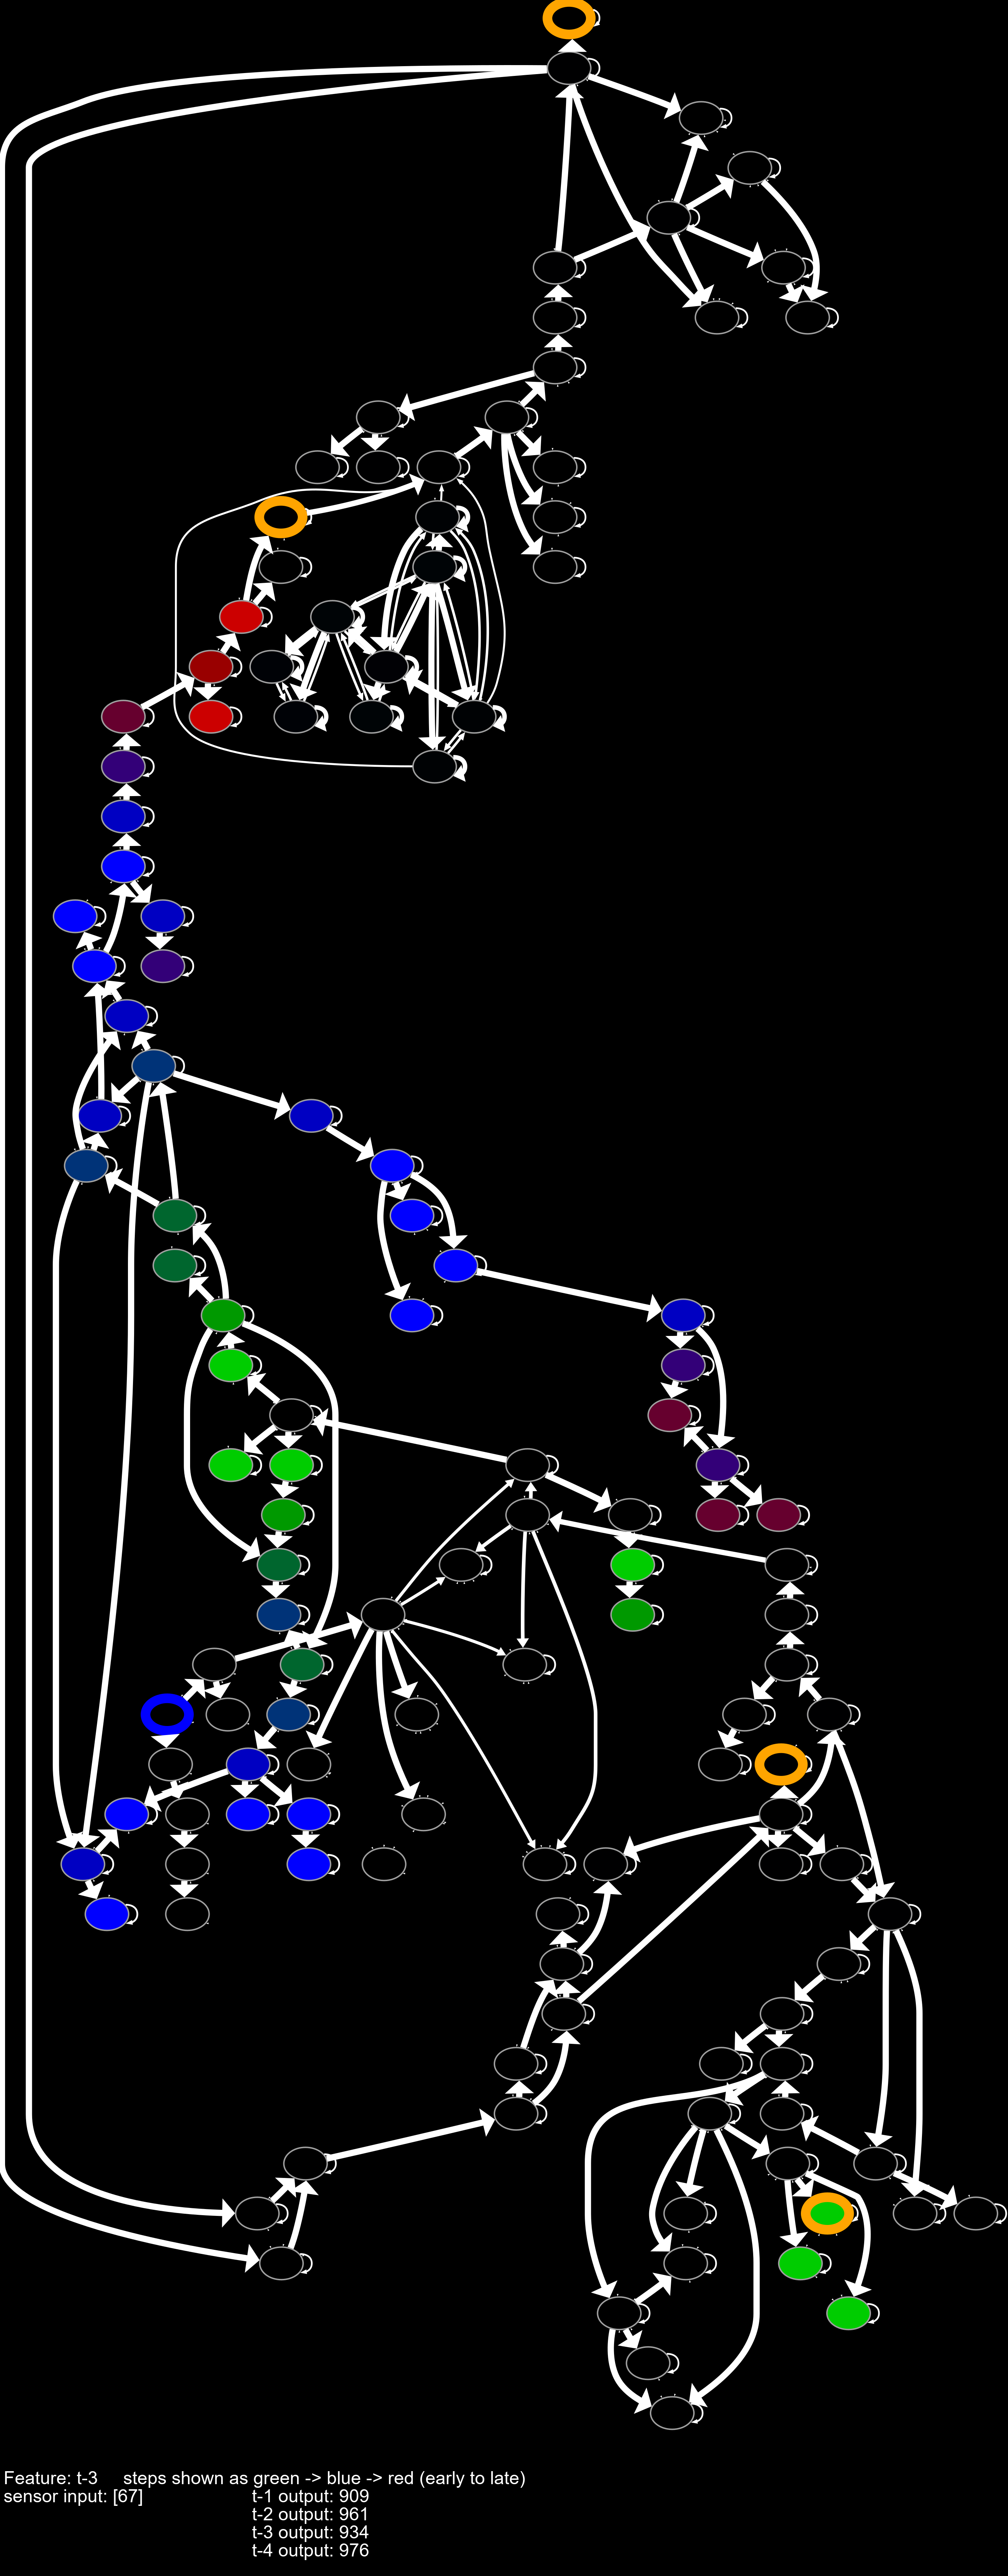 Feature: t-3 steps shown as green -> blue -> red (early to late)
sensor input: [67] t-1 output: 909
t-2 output: 961
t-3 output: 934
t-4 output: 976